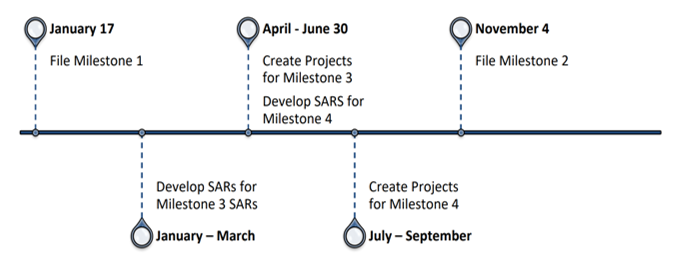 January 17
File Milestone 1
April - June 30
Create Projects
for Milestone 3
Develop SARS for
Milestone 4
November 4
File Milestone 2
Develop SARs for
Milestone 3 SARs
January – March
Create Projects
for Milestone 4
July – September